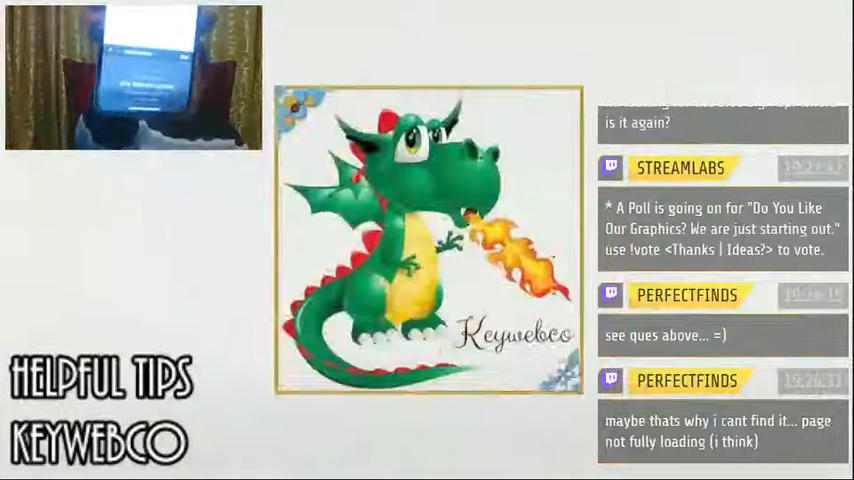 is it again?
STREAMLABS
* A Poll is going on for "Do You Like
Our Graphics? We are just starting out."
use !vote <Thanks | Ideas?> to vote.
PERFECTFINDS
see ques above... =)
PERFECTFINDS
maybe thats why i cant find it... page
not fully loading (i think)
Keywebco
HELPFUL TIPS
KEYWEBCO